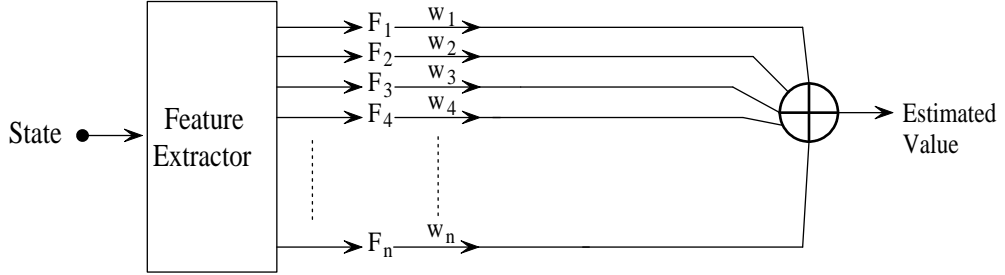 F1 w1
F2 w2
F3 w3
F4 w4
State
Feature
Extractor
Estimated
Value
Fn wn